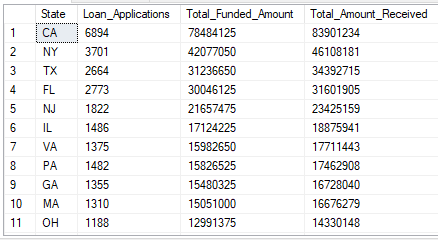 State Loan_Applications Total_Funded_Amount Total_Amount_Received
1 CA 6894 78484125 83901234
2 NY 3701 42077050 46108181
3 TX 2664 31236650 34392715
4 FL 2773 30046125 31601905
5 NJ 1822 21657475 23425159
6 IL 1486 17124225 18875941
7 VA 1375 15982650 17711443
8 PA 1482 15826525 17462908
9 GA 1355 15480325 16728040
10 MA 1310 15051000 16676279
11 OH 1188 12991375 14330148